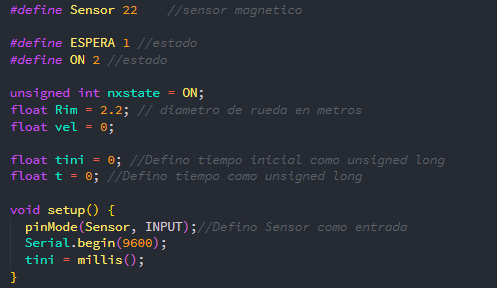 #define Sensor 22    //sensor magnetico
#define ESPERA 1 //estado
#define ON 2 //estado
unsigned int nxstate = ON;
float Rim = 2.2; // diametro de rueda en metros
float vel = 0;
float tini = 0; //Defino tiempo inicial como unsigned long
float t = 0; //Defino tiempo como unsigned long
void setup() {
  pinMode(Sensor, INPUT);//Defino Sensor como entrada
  Serial.begin(9600);
  tini = millis();
}